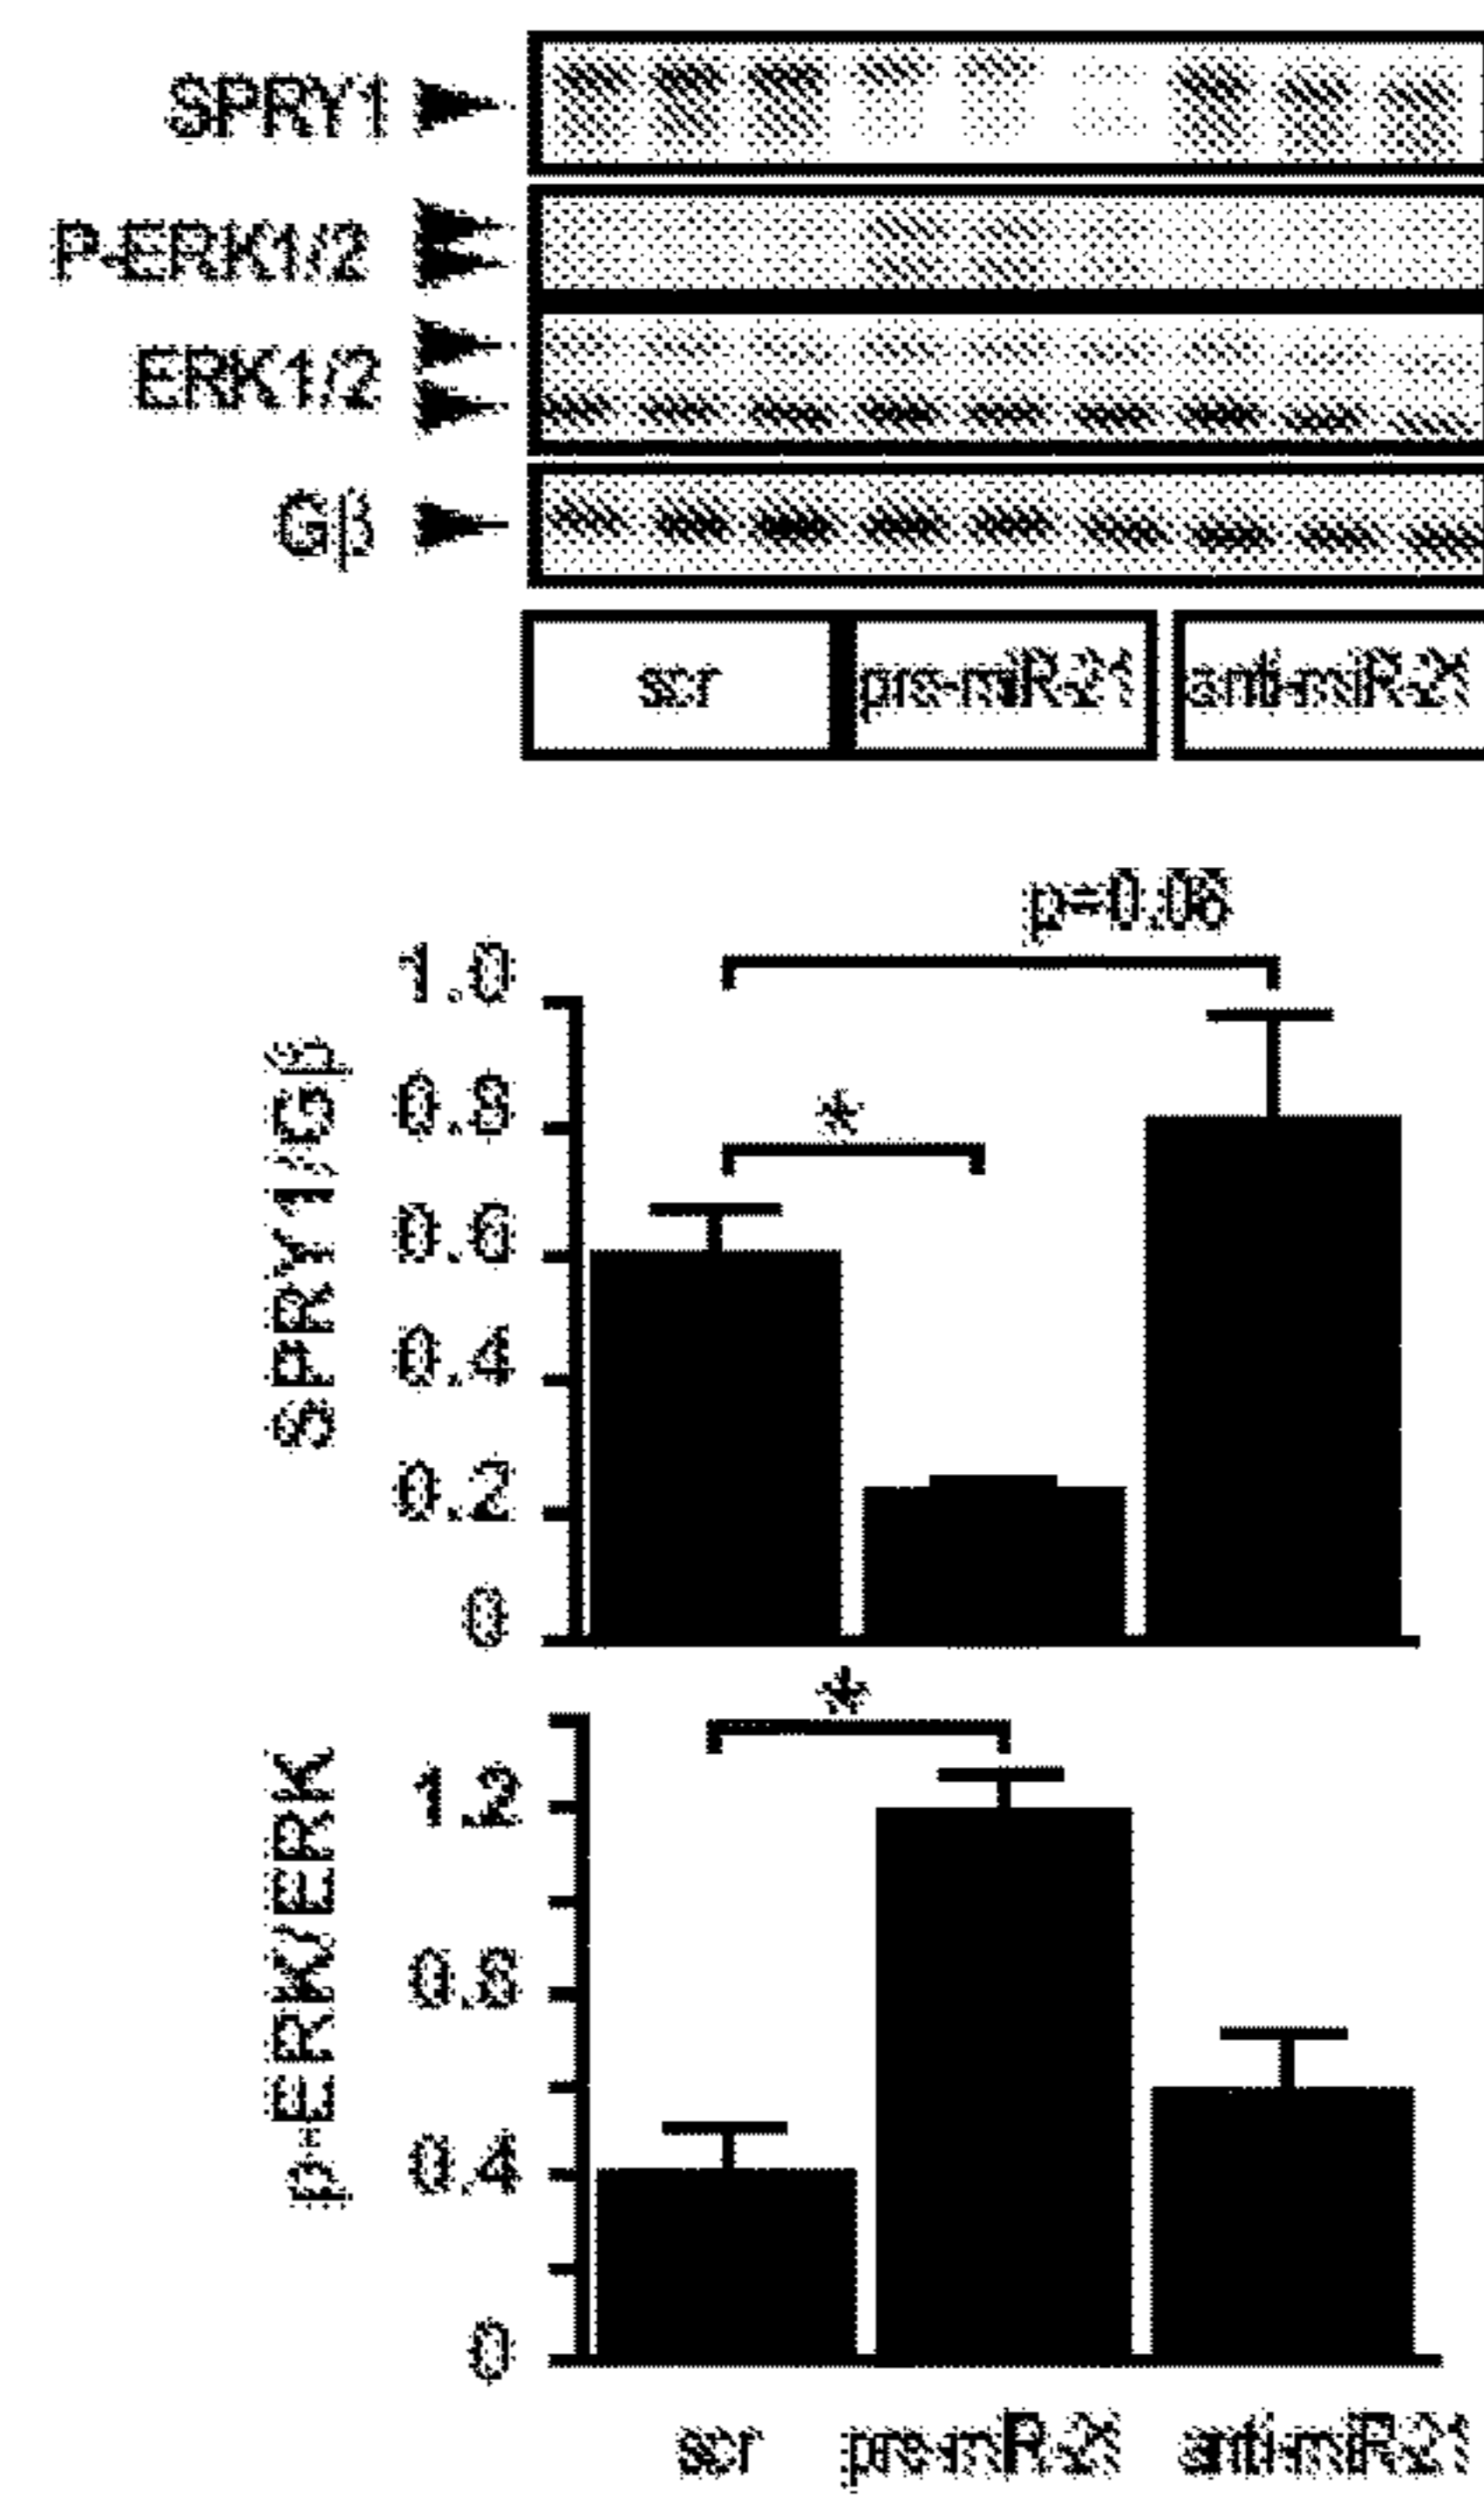 SPRY1
P-ERK1/2
ERK1/2
Gβ
scr pre-miR21 anti-miR21
p=0.06
*
SPRY1/ Gβ
1.0
0.8
0.6
0.4
0.2
0
*
p-ERK/ ERK
1.2
0.8
0.4
0
scr pre-miR21 anti-miR21